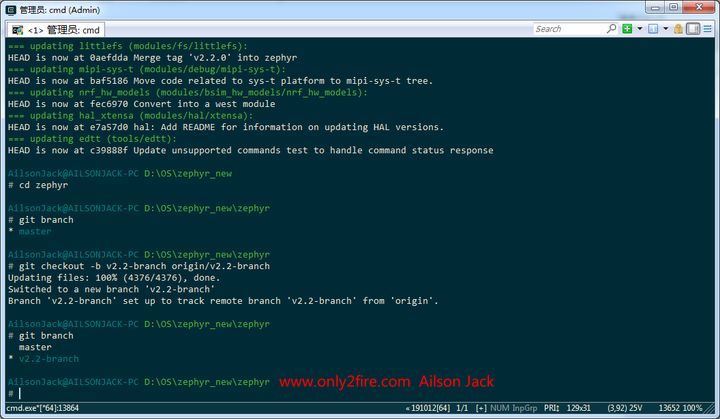 管理员: cmd (Admin)
<1> 管理员: cmd
Search
=== updating littlefs (modules/fs/littlefs):
HEAD is now at 0aefdda Merge tag 'v2.2.0' into zephyr
=== updating mipi-sys-t (modules/debug/mipi-sys-t):
HEAD is now at baf5186 Move code related to sys-t platform to mipi-sys-t tree.
=== updating nrf_hw_models (modules/bsim_hw_models/nrf_hw_models):
HEAD is now at fec6970 Convert into a west module
=== updating hal_xtensa (modules/hal/xtensa):
HEAD is now at e7a57d0 hal: Add README for information on updating HAL versions.
=== updating edtt (tools/edtt):
HEAD is now at c39888f Update unsupported commands test to handle command status response
AilsonJack@AILSONJACK-PC D:\OS\zephyr_new
# cd zephyr
AilsonJack@AILSONJACK-PC D:\OS\zephyr_new\zephyr
# git branch
* master
AilsonJack@AILSONJACK-PC D:\OS\zephyr_new\zephyr
# git checkout -b v2.2-branch origin/v2.2-branch
Updating files: 100% (4376/4376), done.
Switched to a new branch 'v2.2-branch'
Branch 'v2.2-branch' set up to track remote branch 'v2.2-branch' from 'origin'.
AilsonJack@AILSONJACK-PC D:\OS\zephyr_new\zephyr
# git branch
master
* v2.2-branch
AilsonJack@AILSONJACK-PC D:\OS\zephyr_new\zephyr www.only2fire.com Ailson Jack
#
cmd.exe*[*64]:13864 « 191012[64] 1/1 [+] NUM InpGrp PRI↕ 129x31 (3,92) 25V 13652 100%